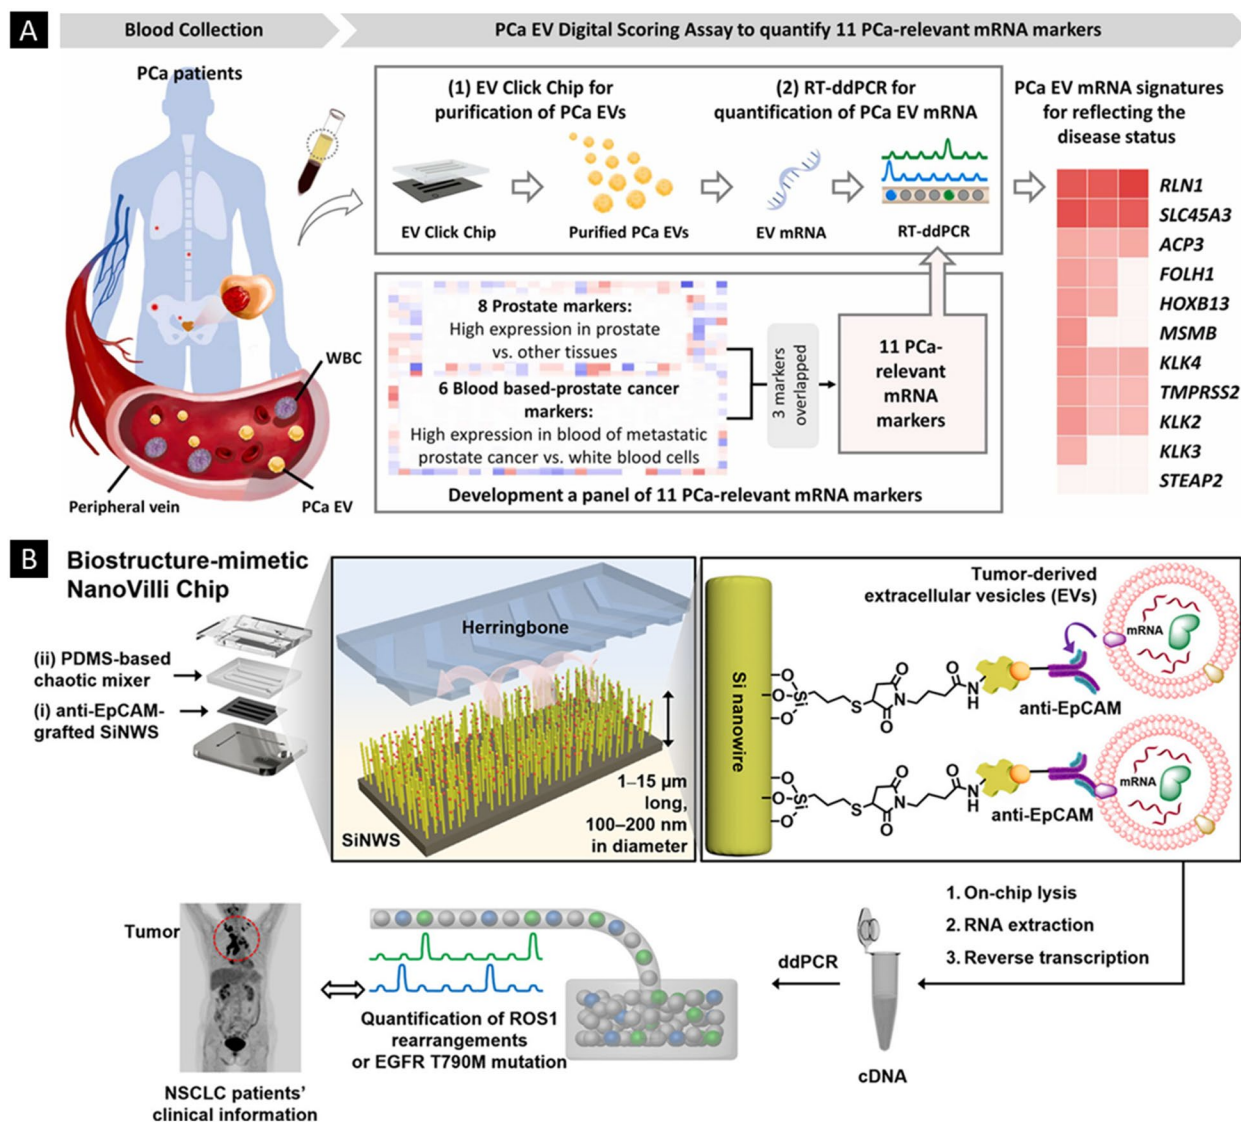 A
Blood Collection
PCa EV Digital Scoring Assay to quantify 11 PCa-relevant mRNA markers
PCa patients
WBC
Peripheral vein
PCa EV
(1) EV Click Chip for
purification of PCa EVs
(2) RT-ddPCR for
quantification of PCa EV mRNA
EV Click Chip
Purified PCa EVs
EV mRNA
RT-ddPCR
8 Prostate markers:
High expression in prostate
vs. other tissues
6 Blood based-prostate cancer
markers:
High expression in blood of metastatic
prostate cancer vs. white blood cells
3 markers
overlapped
11 PCa-
relevant
mRNA
markers
Development a panel of 11 PCa-relevant mRNA markers
PCa EV mRNA signatures
for reflecting the
disease status
RLN1
SLC45A3
ACP3
FOLH1
HOXB13
MSMB
KLK4
TMPRSS2
KLK2
KLK3
STEAP2
B
Biostructure-mimetic
NanoVilli Chip
(ii) PDMS-based
chaotic mixer
(i) anti-EpCAM-
grafted SiNWS
Herringbone
SiNWS
1–15 μm
long,
100–200 nm
in diameter
Si nanowire
Tumor-derived
extracellular vesicles (EVs)
O
O
O
Si
S
O
N
O
O
N
H
anti-EpCAM
mRNA
O
O
O
Si
S
O
N
O
O
N
H
anti-EpCAM
mRNA
1. On-chip lysis
2. RNA extraction
3. Reverse transcription
cDNA
ddPCR
Quantification of ROS1
rearrangements
or EGFR T790M mutation
Tumor
NSCLC patients'
clinical information